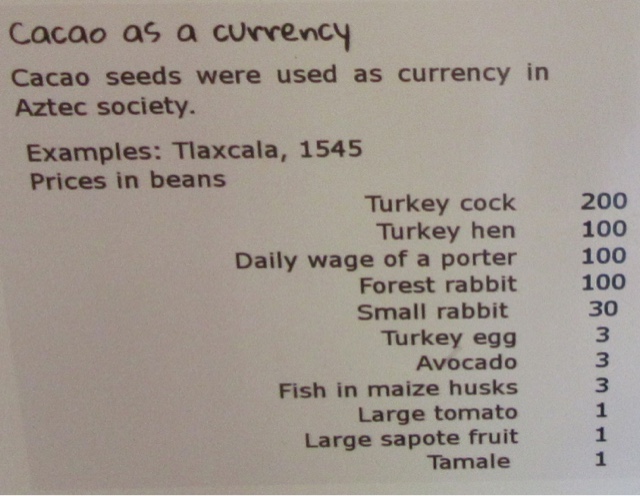 Cacao as a currency
Cacao seeds were used as currency in
Aztec society.
Examples: Tlaxcala, 1545
Prices in beans
Turkey cock 200
Turkey hen 100
Daily wage of a porter 100
Forest rabbit 100
Small rabbit 30
Turkey egg 3
Avocado 3
Fish in maize husks 3
Large tomato 1
Large sapote fruit 1
Tamale 1